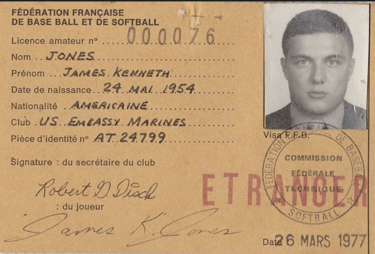 FÉDÉRATION FRANÇAISE
DE BASE BALL ET DE SOFTBALL
Licence amateur n° 000076
Nom JONES
Prénom JAMES KENNETH
Date de naissance 24 MAI 1954
Nationalité AMERICAINE
Club US EMBASSY MARINES
Pièce d'identité n° AT 24799
Visa F.F.B.
Signature : du secrétaire du club
Robert G Disch
: du joueur
James K. Jones
ETRANGER
COMMISSION
FÉDÉRALE
TECHNIQUE
SOFTBALL
Date 26 MARS 1977